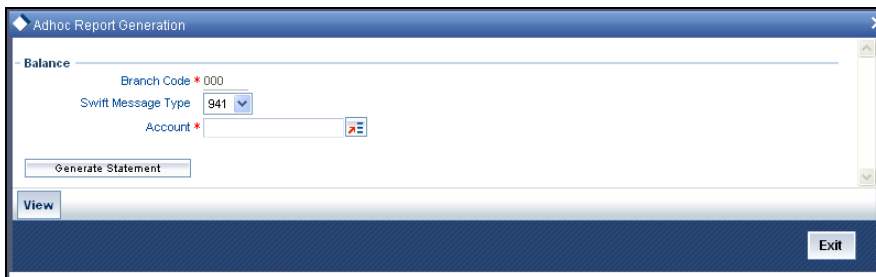 Adhoc Report Generation
Balance
Branch Code * 000
Swift Message Type 941
Account *
Generate Statement
View
Exit